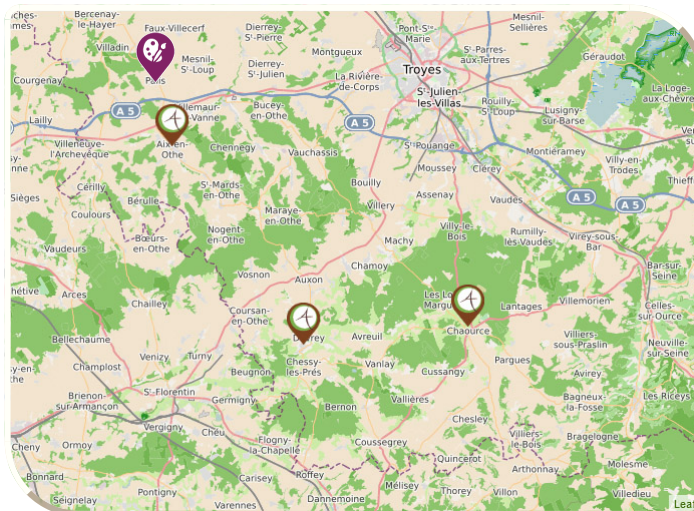 Bercenay-
le-Hayer
Faux-Villecerf
Dierrey-
St-Pierre
Pont-Ste
Marie
Mesnil-
Sellières
Villadin
Mesnil-
St-Loup
Montgueux
St-Parres-
aux-Tertres
Géraudot
Courgenay
Palis
Dierrey-
St-Julien
La Rivière-
de-Corps
Troyes
La Loge-
aux-Chèvre
St-Julien-
les-Villas
Rouilly-
St-Loup
A 5
Bucey-
en-Othe
A 5
Lusigny-
sur-Barse
Lailly
Villeneuve-
l'Archevêque
Aix-en-
Othe
Chennegy
Vauchassis
St-Pouange
Montiéramey
Moussey
Clérey
Villy-en-
Trodes
Cérilly
St-Mards-
en-Othe
Bouilly
Assenay
Thieff
Sièges
Bérulle
Villery
Vaudes
A 5
A 5
Coulours
Maraye-
en-Othe
Nogent-
en-Othe
Villy-le-
Bois
Rumilly-
lès-Vaudes
Virey-sous-
Bar
Vaudeurs
Bœurs-
en-Othe
Machy
Vosnon
Auxon
Chamoy
Bar-sur-
Seine
Arces
Chailley
Coursan-
en-Othe
Lantages
Villemorien
Celles-
sur-Ource
Chaource
Bellechaume
Avreuil
Villiers-
sous-Praslin
Neuville-
sur-Seine
Venizy
Turny
Chessy-
les-Prés
Vanlay
Pargues
Champlost
Beugnon
Cussangy
Avirey
Brienon-
sur-Armançon
St-Florentin
Germigny
Vallières
Bagneux-
la-Fosse
Les Riceys
Bernon
Vergigny
Chéu
Chesley
Cheny
Ormoy
Flogny-
la-Chapelle
Coussegrey
Villiers-
le-Bois
Bragelogne
Quincerot
Molesme
Bonnard
Carisey
Roffey
Arthonnay
Pontigny
Mélisey
Thorey
Villon
Villedieu
Seignelay
Varennes
Dannemoine
Leaf